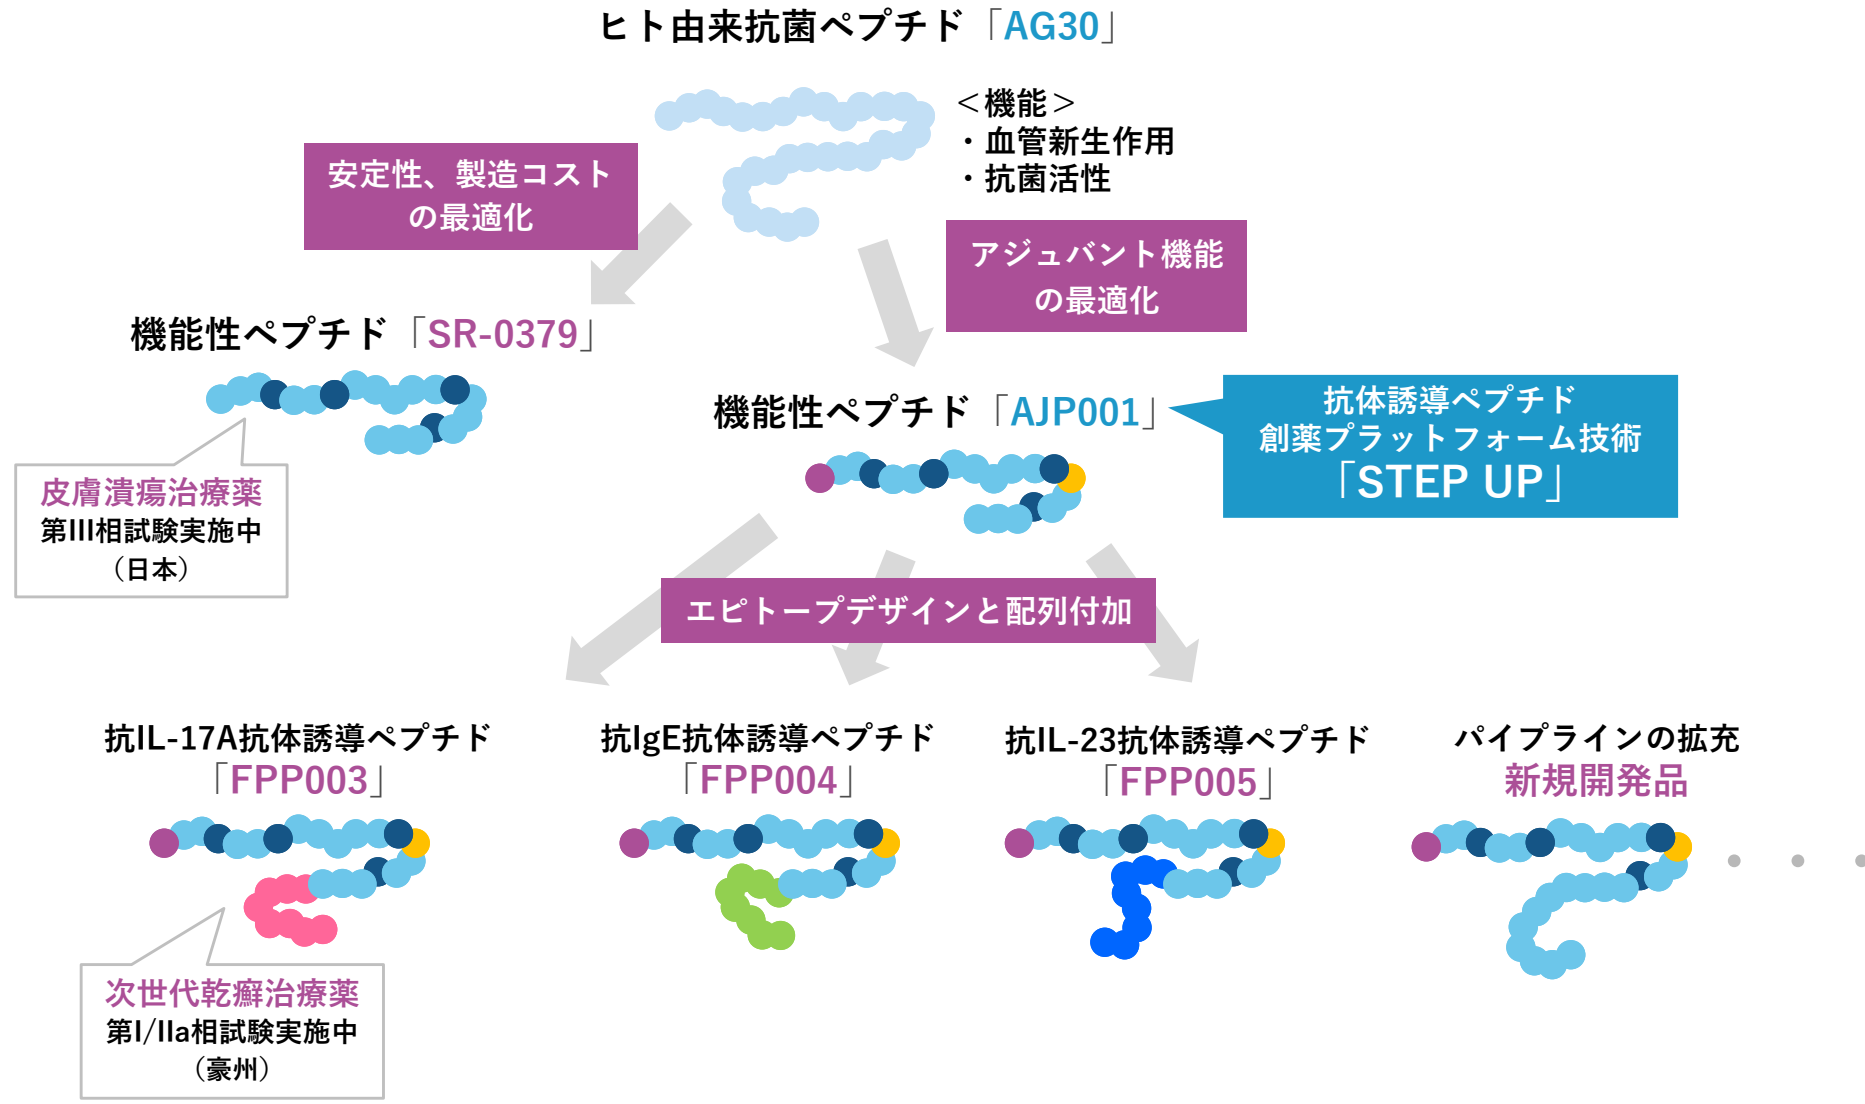 ヒト由来抗菌ペプチド「AG30」
＜機能＞
・血管新生作用
・抗菌活性
安定性、製造コスト
の最適化
アジュバント機能
の最適化
機能性ペプチド「SR-0379」
皮膚潰瘍治療薬
第III相試験実施中
（日本）
機能性ペプチド「AJP001」
抗体誘導ペプチド
創薬プラットフォーム技術
「STEP UP」
エピトープデザインと配列付加
抗IL-17A抗体誘導ペプチド
「FPP003」
抗IgE抗体誘導ペプチド
「FPP004」
抗IL-23抗体誘導ペプチド
「FPP005」
パイプラインの拡充
新規開発品
次世代乾癬治療薬
第I/IIa相試験実施中
（豪州）